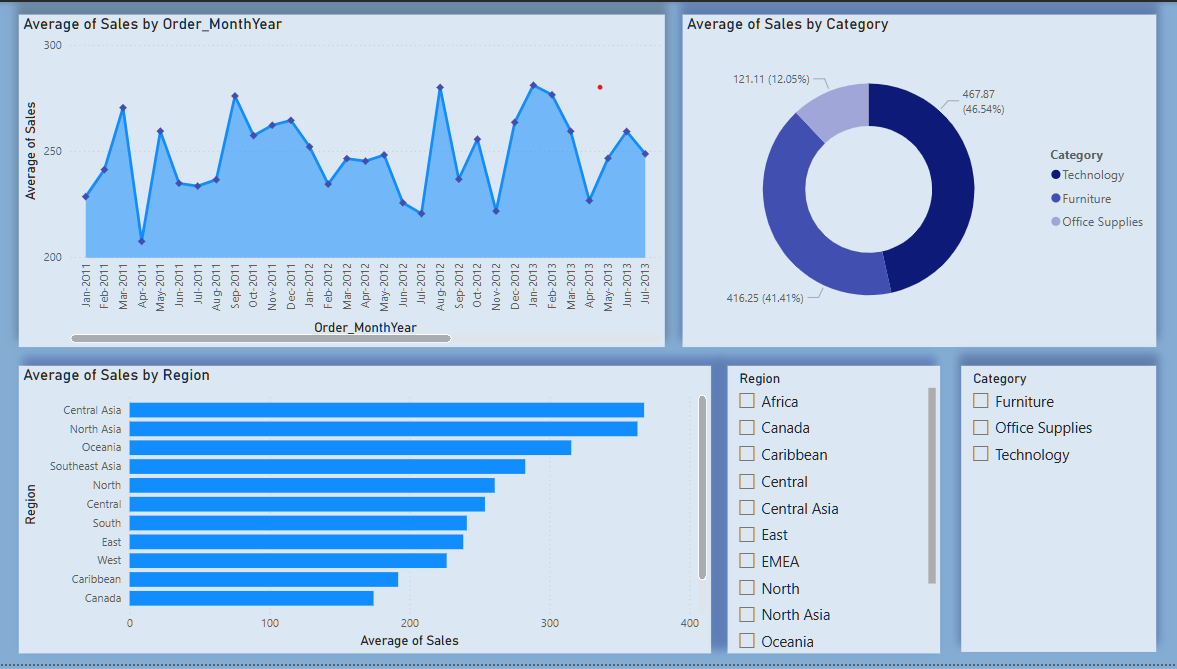 Average of Sales by Order_MonthYear
300
250
200
Average of Sales
Jan-2011
Feb-2011
Mar-2011
Apr-2011
May-2011
Jun-2011
Jul-2011
Aug-2011
Sep-2011
Oct-2011
Nov-2011
Dec-2011
Jan-2012
Feb-2012
Mar-2012
Apr-2012
May-2012
Jun-2012
Jul-2012
Aug-2012
Sep-2012
Oct-2012
Nov-2012
Dec-2012
Jan-2013
Feb-2013
Mar-2013
Apr-2013
May-2013
Jun-2013
Jul-2013
Order_MonthYear
Average of Sales by Category
121.11 (12.05%)
467.87
(46.54%)
416.25 (41.41%)
Category
Technology
Furniture
Office Supplies
Average of Sales by Region
Region
Central Asia
North Asia
Oceania
Southeast Asia
North
Central
South
East
West
Caribbean
Canada
0
100
200
300
400
Average of Sales
Region
Africa
Canada
Caribbean
Central
Central Asia
East
EMEA
North
North Asia
Oceania
Category
Furniture
Office Supplies
Technology